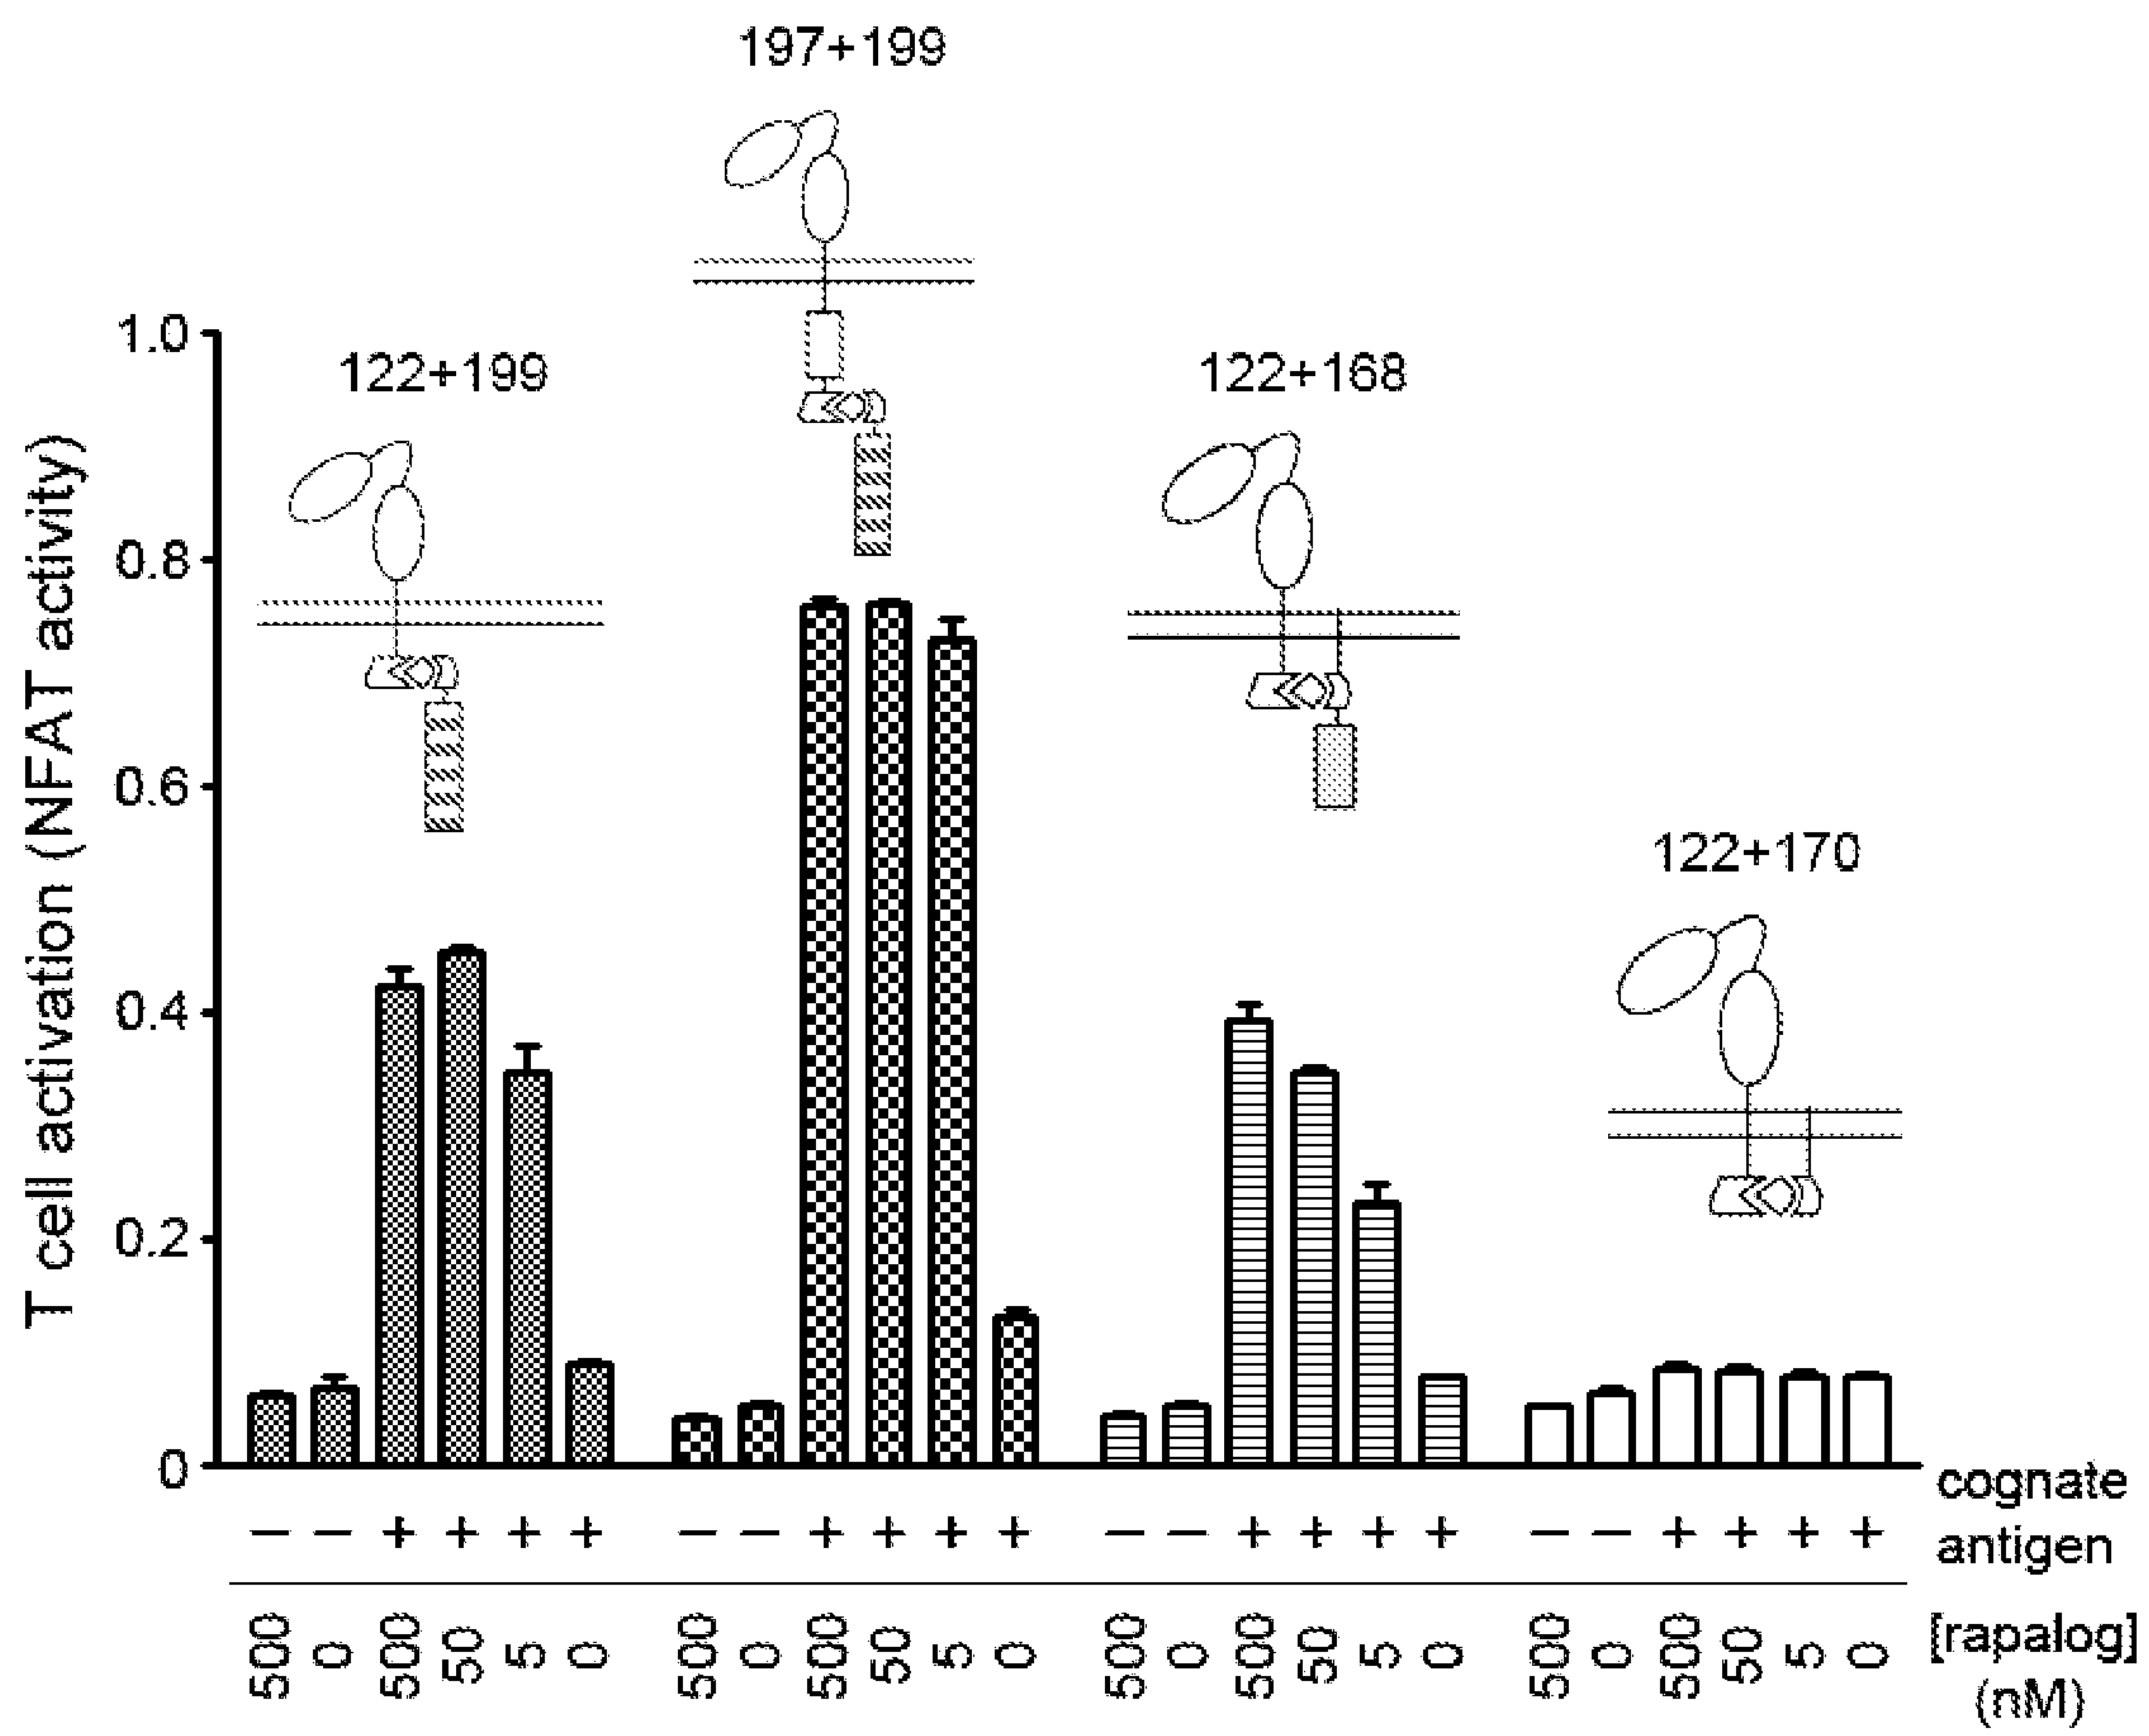 197+199
122+199
122+168
122+170
T cell activation (NFAT activity)
1.0
0.8
0.6
0.4
0.2
0
− − + + + + − − + + + + − − + + + + − − + + + + cognate antigen
500 0 500 50 5 0 500 0 500 50 5 0 500 0 500 50 5 0 500 0 500 50 5 0 [rapalog]
(nM)